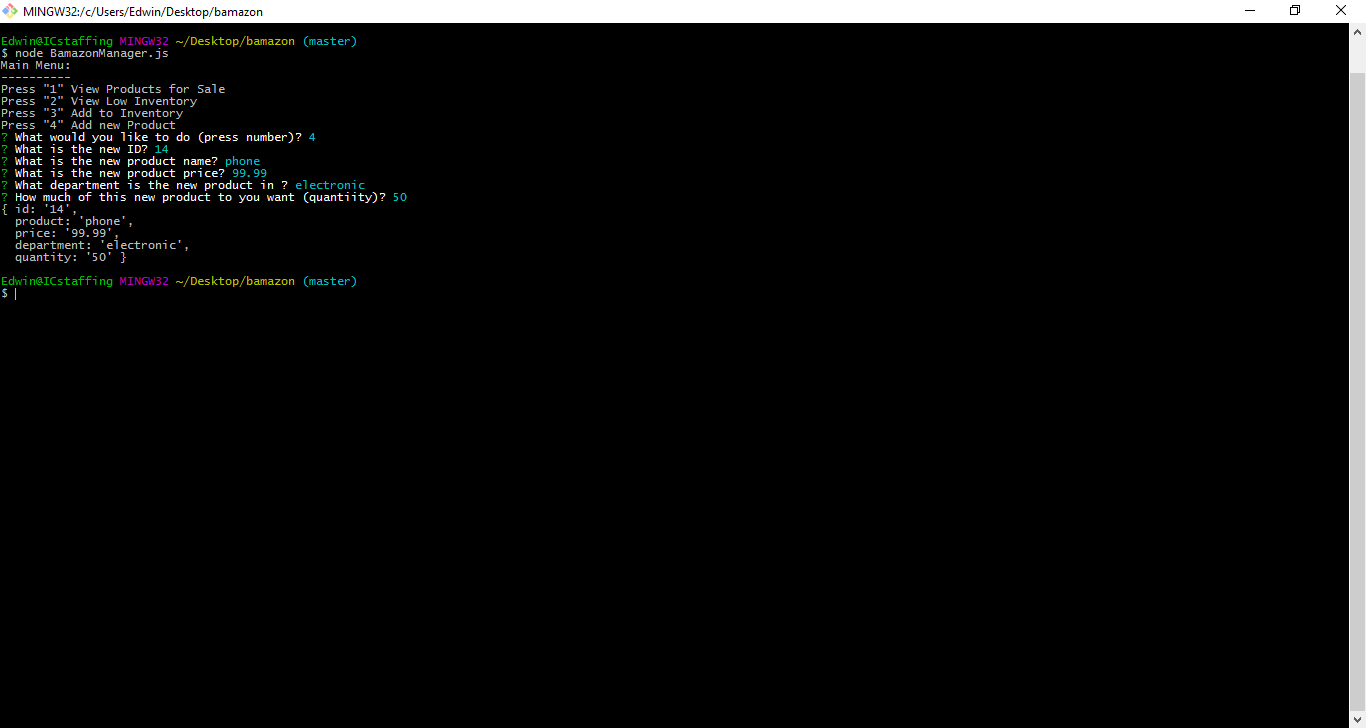 MINGW32:/c/Users/Edwin/Desktop/bamazon
Edwin@ICstaffing MINGW32 ~/Desktop/bamazon (master)
$ node BamazonManager.js
Main Menu:
----------
Press "1" View Products for Sale
Press "2" View Low Inventory
Press "3" Add to Inventory
Press "4" Add new Product
? What would you like to do (press number)? 4
? What is the new ID? 14
? What is the new product name? phone
? What is the new product price? 99.99
? What department is the new product in ? electronic
? How much of this new product to you want (quantiity)? 50
{ id: '14',
  product: 'phone',
  price: '99.99',
  department: 'electronic',
  quantity: '50' }
Edwin@ICstaffing MINGW32 ~/Desktop/bamazon (master)
$